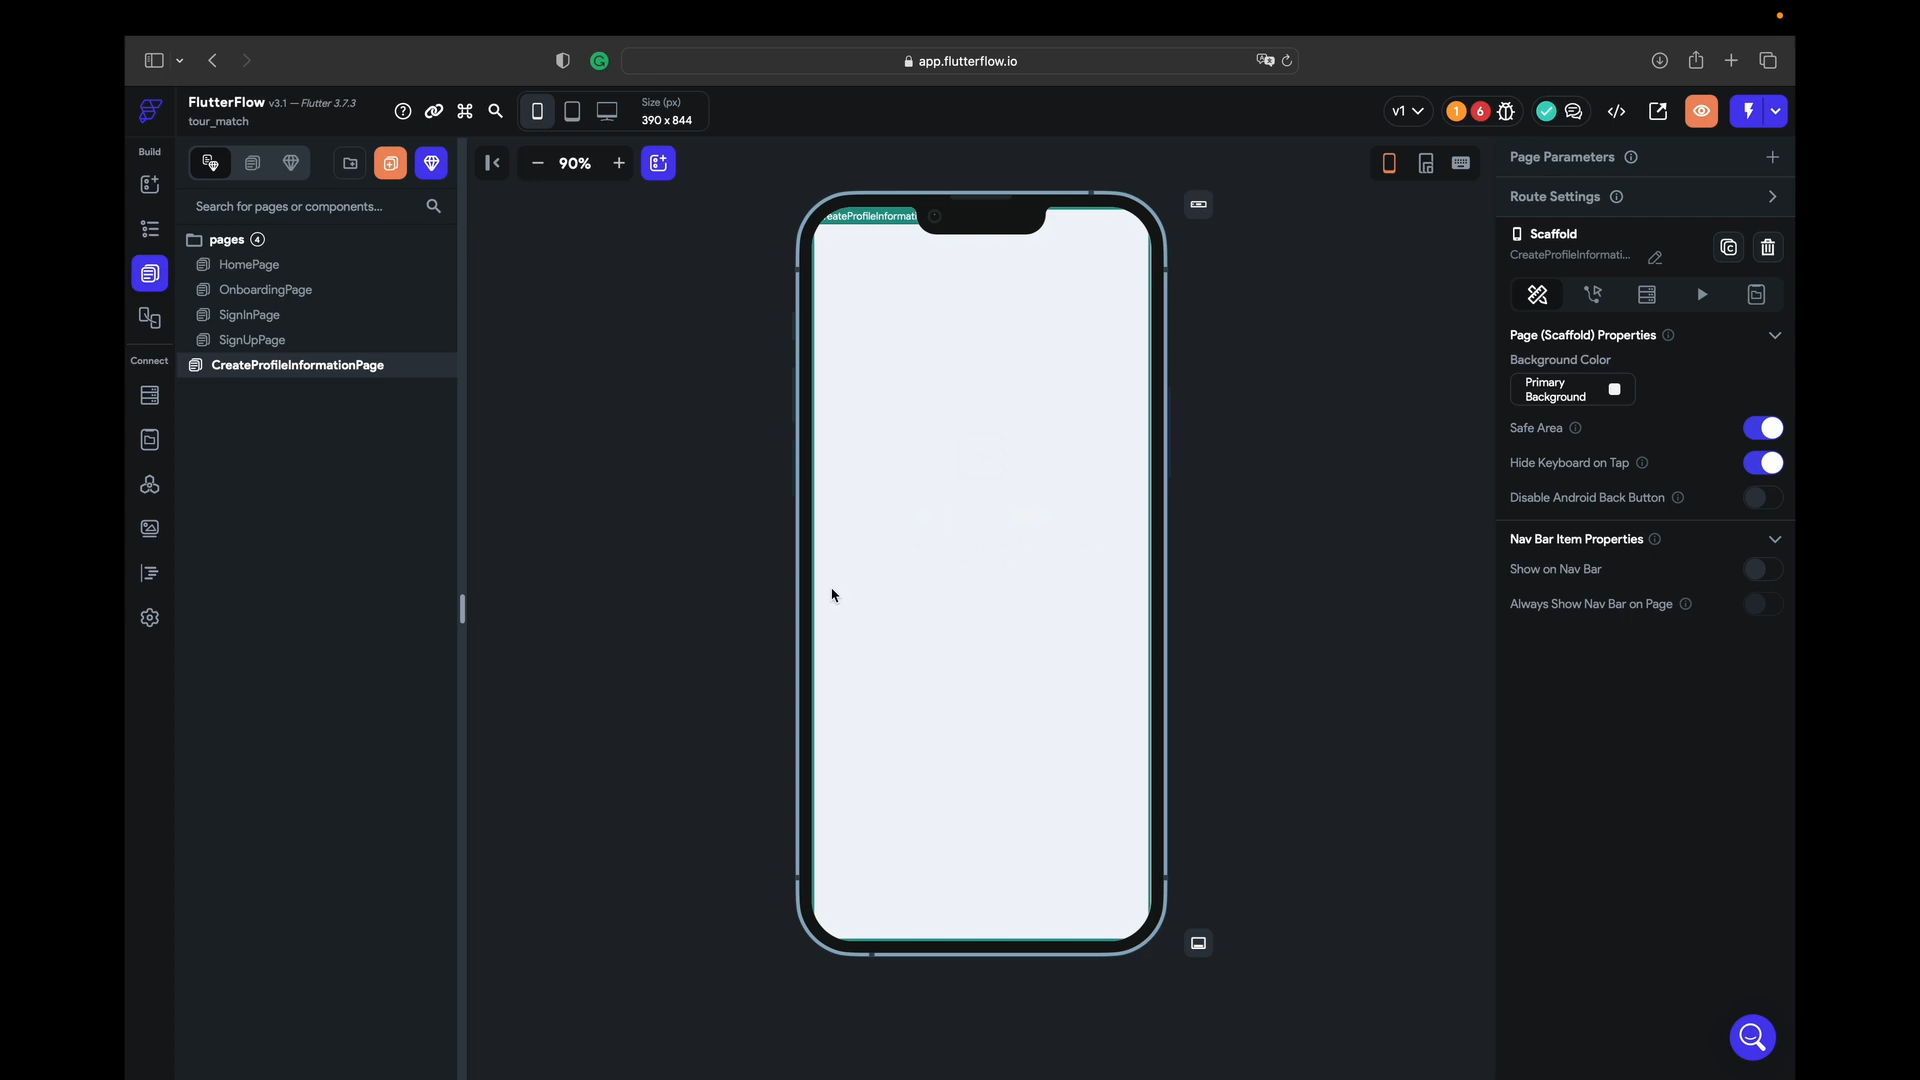 app.flutterflow.io
FlutterFlow v3.1 — Flutter 3.7.3
tour_match
Size (px)
390 x 844
v1
1
6
Build
90%
Page Parameters
Search for pages or components...
Route Settings
pages 4
HomePage
OnboardingPage
SignInPage
SignUpPage
Connect
CreateProfileInformationPage
reateProfileInformati
Scaffold
CreateProfileInformati...
Page (Scaffold) Properties
Background Color
Primary
Background
Safe Area
Hide Keyboard on Tap
Disable Android Back Button
Nav Bar Item Properties
Show on Nav Bar
Always Show Nav Bar on Page